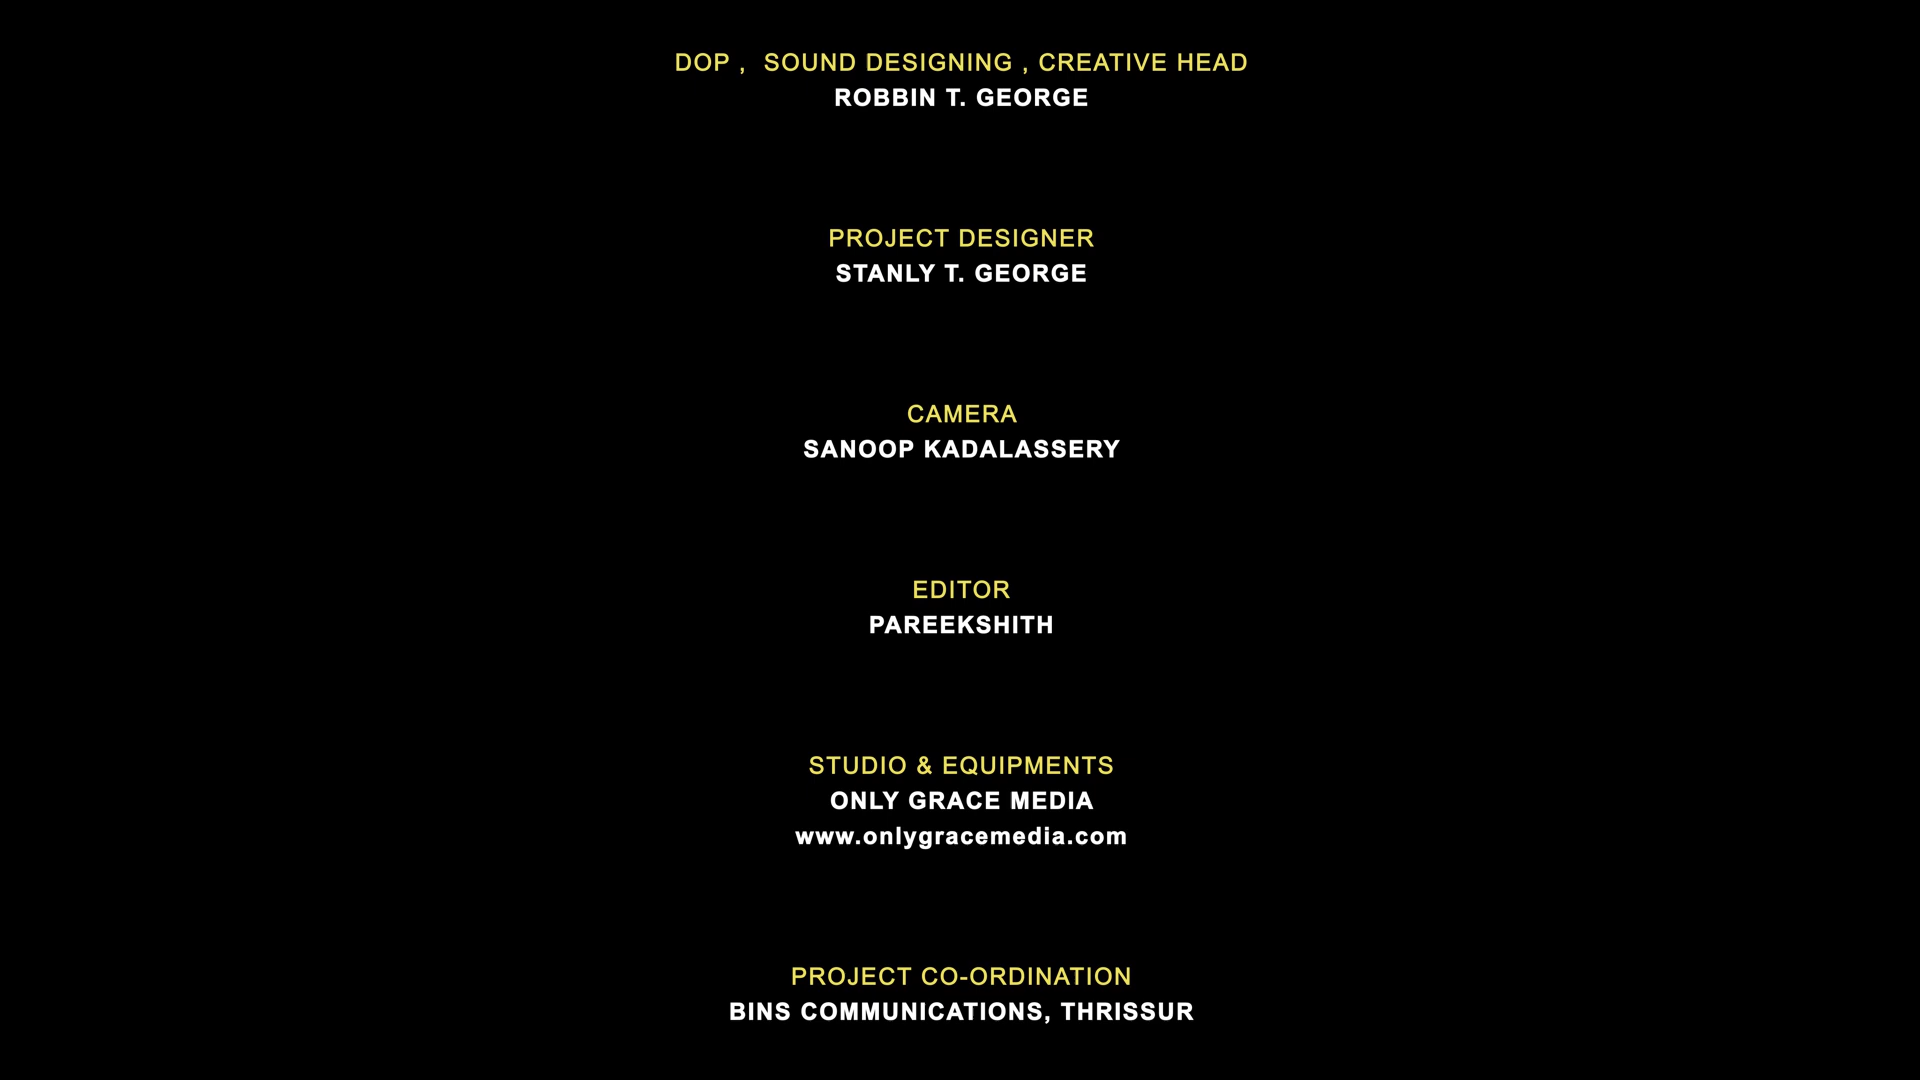 DOP ,  SOUND DESIGNING , CREATIVE HEAD
ROBBIN T. GEORGE
PROJECT DESIGNER
STANLY T. GEORGE
CAMERA
SANOOP KADALASSERY
EDITOR
PAREEKSHITH
STUDIO & EQUIPMENTS
ONLY GRACE MEDIA
www.onlygracemedia.com
PROJECT CO-ORDINATION
BINS COMMUNICATIONS, THRISSUR